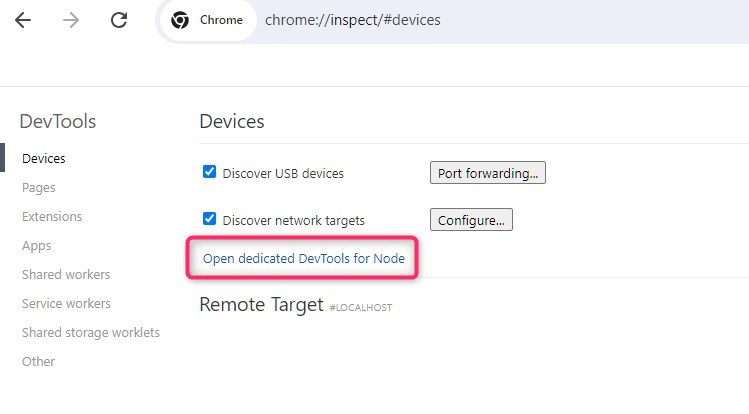 Chrome chrome://inspect/#devices
DevTools
Devices
Pages
Extensions
Apps
Shared workers
Service workers
Shared storage worklets
Other
Devices
Discover USB devices Port forwarding...
Discover network targets Configure...
Open dedicated DevTools for Node
Remote Target #LOCALHOST